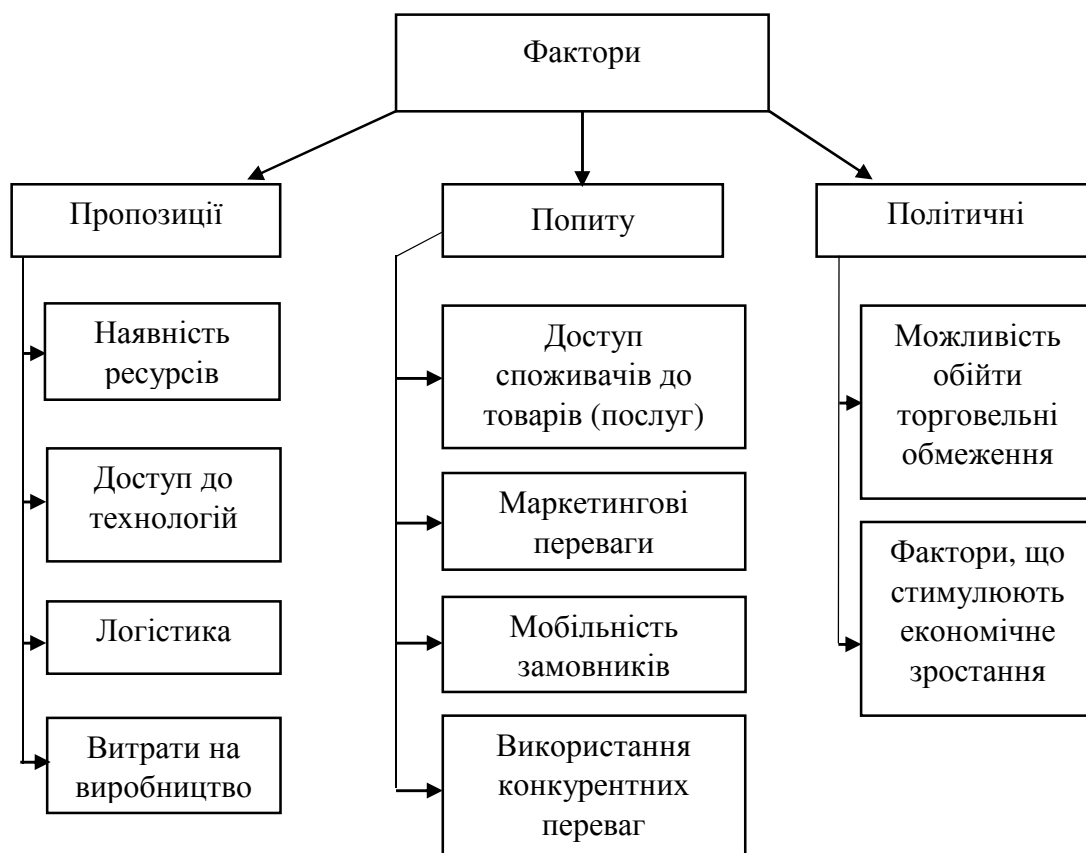 Фактори
Пропозиції
Наявність
ресурсів
Доступ до
технологій
Логістика
Витрати на
виробництво
Попиту
Доступ
споживачів до
товарів (послуг)
Маркетингові
переваги
Мобільність
замовників
Використання
конкурентних
переваг
Політичні
Можливість
обійти
торговельні
обмеження
Фактори, що
стимулюють
економічне
зростання